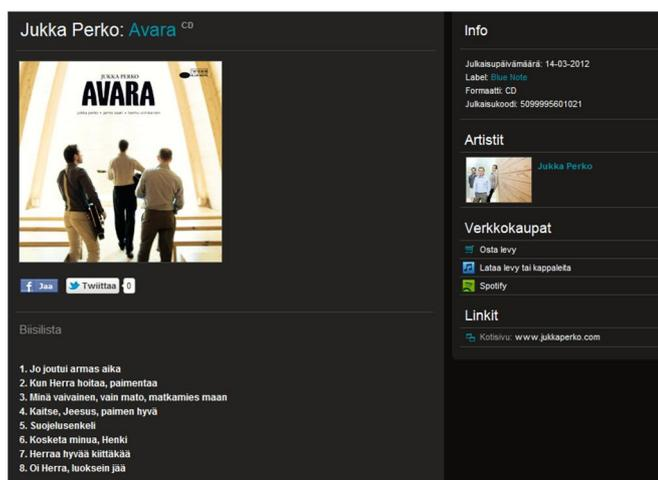 Jukka Perko: Avara CD
JUKKA PERKO
AVARA
Jaa
Twiittaa 0
Biisilista
1. Jo joutui armas aika
2. Kun Herra hoitaa, paimentaa
3. Minä vaivainen, vain mato, matkamies maan
4. Kaitse, Jeesus, paimen hyvä
5. Suojelusenkeli
6. Kosketa minua, Henki
7. Herraa hyvää kiittäkää
8. Oi Herra, luoksein jää
Info
Julkaisupäivämäärä: 14-03-2012
Label: Blue Note
Formaatti: CD
Julkaisukoodi: 5099995601021
Artistit
Jukka Perko
Verkkokaupat
Osta levy
Lataa levy tai kappaleita
Spotify
Linkit
Kotisivu: www.jukkaperko.com